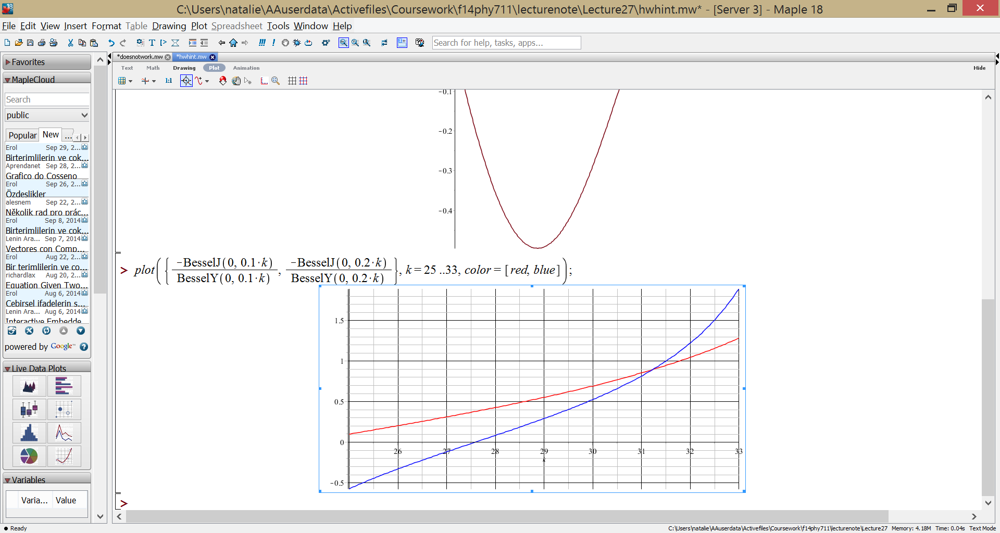 C:\Users\natalie\AAuserdata\Activefiles\Coursework\f14phy711\lecturenote\Lecture27\hwhint.mw* - [Server 3] - Maple 18
File Edit View Insert Format Table Drawing Plot Spreadsheet Tools Window Help
Search for help, tasks, apps...
*doesnotwork.mw *hwhint.mw
Text Math Drawing Plot Animation Hide
1:1
Favorites
MapleCloud
Search
public
Popular New ...
Erol Sep 29, 2...
Birterimlilerin ve cok...
Aprendanet Sep 28, 2...
Grafico do Cosseno
Erol Sep 26, 2...
Özdeslikler
alesnem Sep 22, 2...
Několik rad pro prác...
Erol Sep 8, 2014
Birterimlilerin ve cok...
Lenin Ara... Sep 7, 2014
Vectores con Comp...
Erol Aug 22, 2...
Bir terimlilerin ve co...
richardlax Aug 20, 2...
Equation Given Two...
Erol Aug 6, 2014
Cebirsel ifadelerin s...
Lenin Ara... Aug 6, 2014
Interactive Embedde
powered by Google™
Live Data Plots
Variables
Varia... Value
-0.1
-0.2
-0.3
-0.4
> plot({-BesselJ(0, 0.1·k)/BesselY(0, 0.1·k), -BesselJ(0, 0.2·k)/BesselY(0, 0.2·k)}, k = 25 ..33, color = [red, blue]);
1.5
1
0.5
0
26 27 28 29 30 31 32 33
k
-0.5
>
Ready
C:\Users\natalie\AAuserdata\Activefiles\Coursework\f14phy711\lecturenote\Lecture27 Memory: 4.18M Time: 0.04s Text Mode